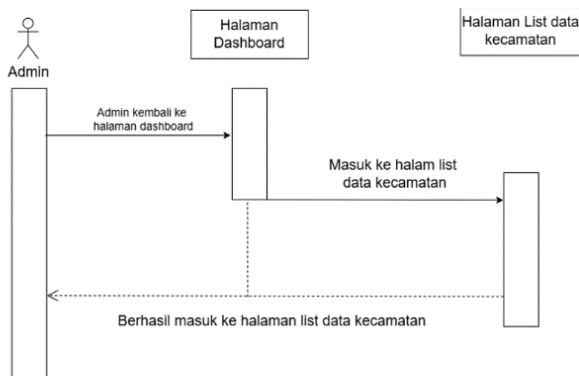 Halaman
Dashboard
Halaman List data
kecamatan
Admin
Admin kembali ke
halaman dashboard
Masuk ke halam list
data kecamatan
Berhasil masuk ke halaman list data kecamatan